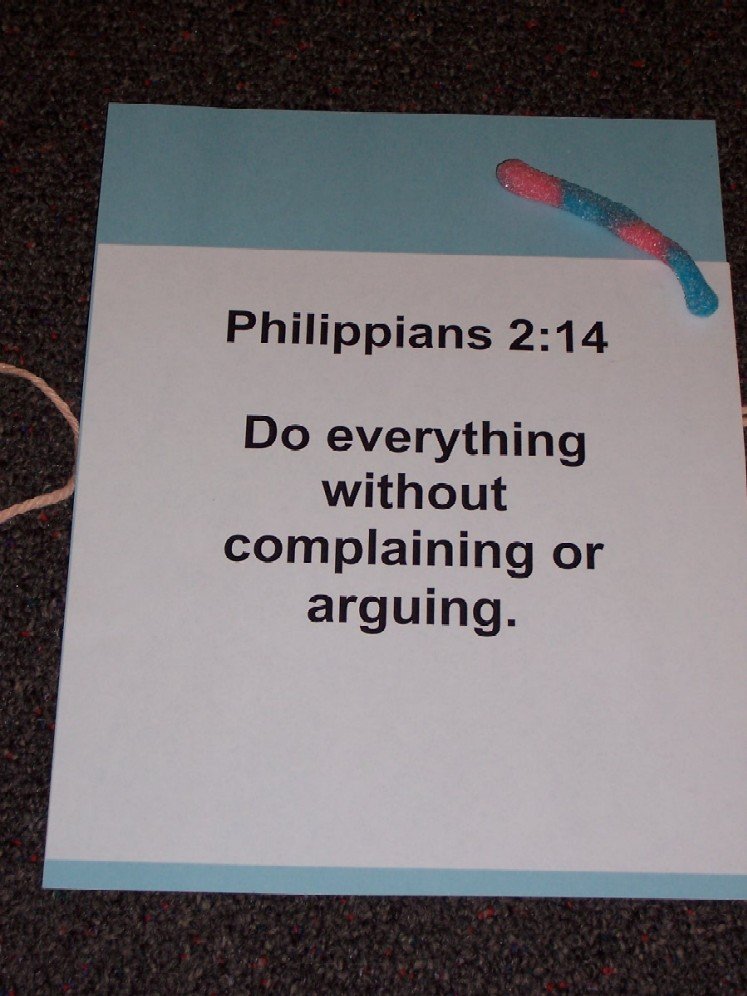 Philippians 2:14
Do everything
without
complaining or
arguing.